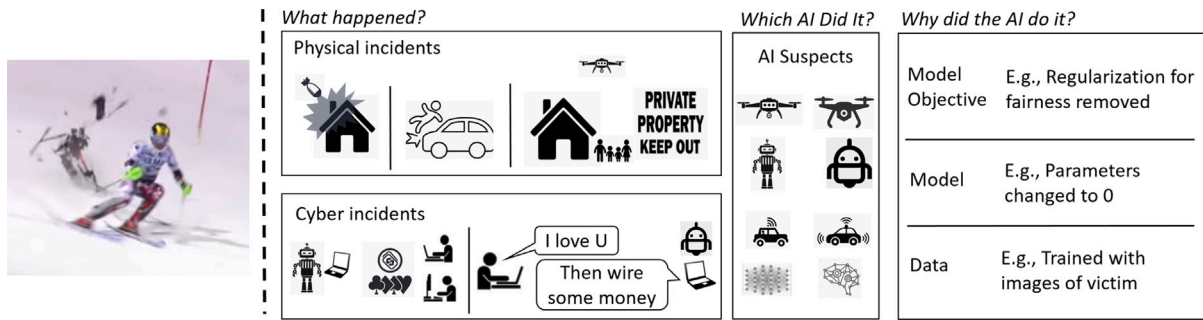 What happened?
Physical incidents
PRIVATE
PROPERTY
KEEP OUT
Cyber incidents
I love U
Then wire
some money
Which AI Did It?
AI Suspects
Why did the AI do it?
Model
Objective
E.g., Regularization for
fairness removed
Model
E.g., Parameters
changed to 0
Data
E.g., Trained with
images of victim